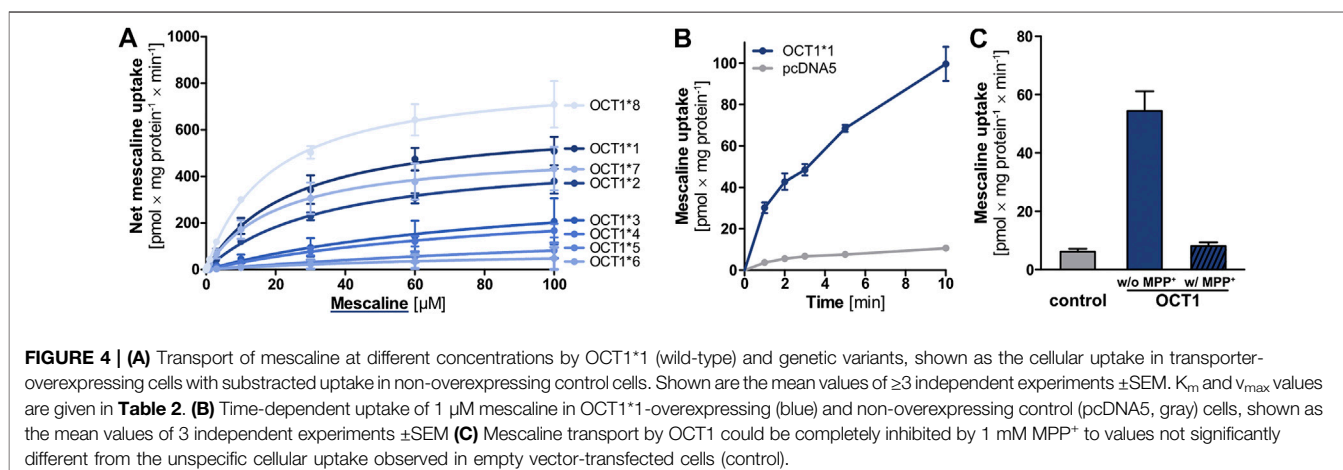 A
Net mescaline uptake
[pmol × mg protein⁻¹ × min⁻¹]
1000
800
600
400
200
0
0
20
40
60
80
100
Mescaline [µM]
OCT1*8
OCT1*1
OCT1*7
OCT1*2
OCT1*3
OCT1*4
OCT1*5
OCT1*6
B
OCT1*1
pcDNA5
Mescaline uptake
[pmol × mg protein⁻¹ × min⁻¹]
100
80
60
40
20
0
0
2
4
6
8
10
Time [min]
C
Mescaline uptake
[pmol × mg protein⁻¹ × min⁻¹]
80
60
40
20
0
w/o MPP⁺ w/ MPP⁺
control OCT1
FIGURE 4 | (A) Transport of mescaline at different concentrations by OCT1*1 (wild-type) and genetic variants, shown as the cellular uptake in transporter-
overexpressing cells with substracted uptake in non-overexpressing control cells. Shown are the mean values of ≥3 independent experiments ±SEM. Kₘ and vₘₐₓ values
are given in Table 2. (B) Time-dependent uptake of 1 µM mescaline in OCT1*1-overexpressing (blue) and non-overexpressing control (pcDNA5, gray) cells, shown as
the mean values of 3 independent experiments ±SEM (C) Mescaline transport by OCT1 could be completely inhibited by 1 mM MPP⁺ to values not significantly
different from the unspecific cellular uptake observed in empty vector-transfected cells (control).